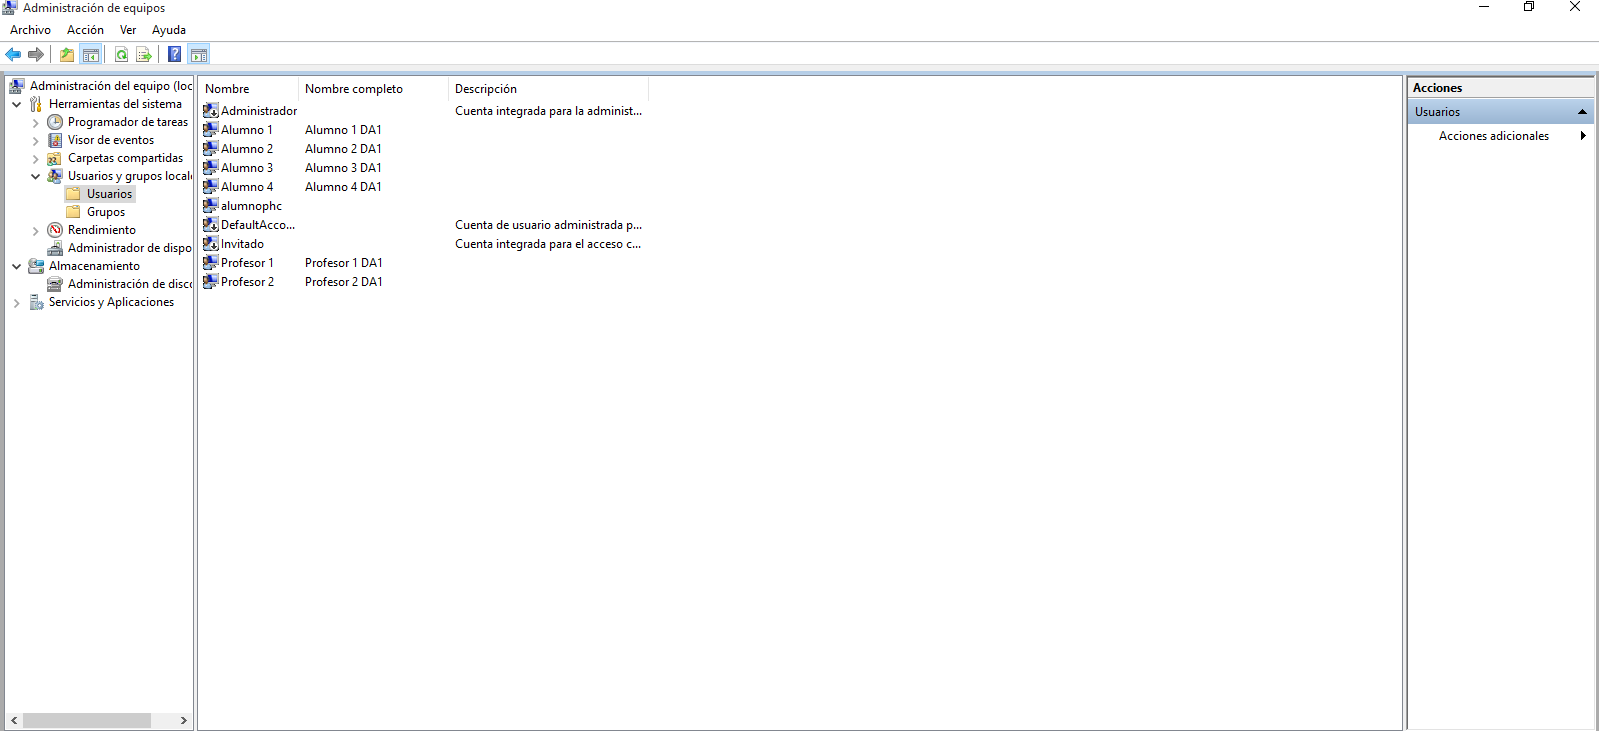 Administración de equipos
Archivo Acción Ver Ayuda
Administración del equipo (loc
Herramientas del sistema
Programador de tareas
Visor de eventos
Carpetas compartidas
Usuarios y grupos local
Usuarios
Grupos
Rendimiento
Administrador de dispo
Almacenamiento
Administración de disc
Servicios y Aplicaciones
Nombre Nombre completo Descripción
Administrador Cuenta integrada para la administ...
Alumno 1 Alumno 1 DA1
Alumno 2 Alumno 2 DA1
Alumno 3 Alumno 3 DA1
Alumno 4 Alumno 4 DA1
alumnophc
DefaultAcco... Cuenta de usuario administrada p...
Invitado Cuenta integrada para el acceso c...
Profesor 1 Profesor 1 DA1
Profesor 2 Profesor 2 DA1
Acciones
Usuarios
Acciones adicionales